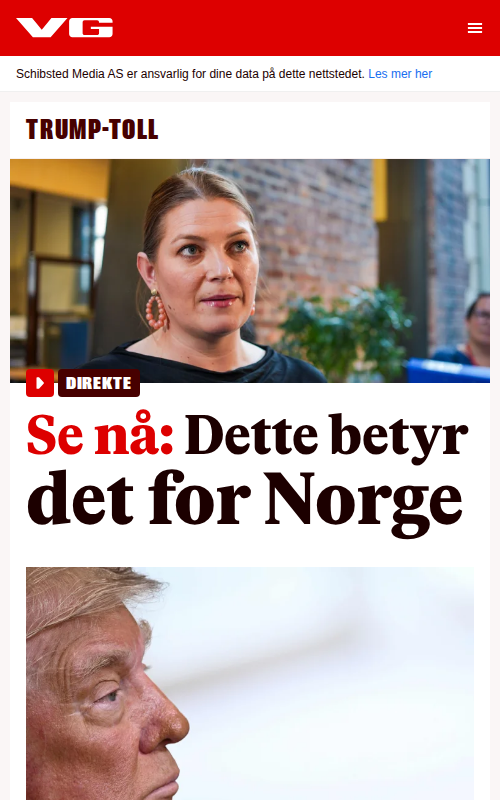 VG
Schibsted Media AS er ansvarlig for dine data på dette nettstedet. Les mer her
TRUMP-TOLL
DIREKTE
Se nå: Dette betyr
det for Norge